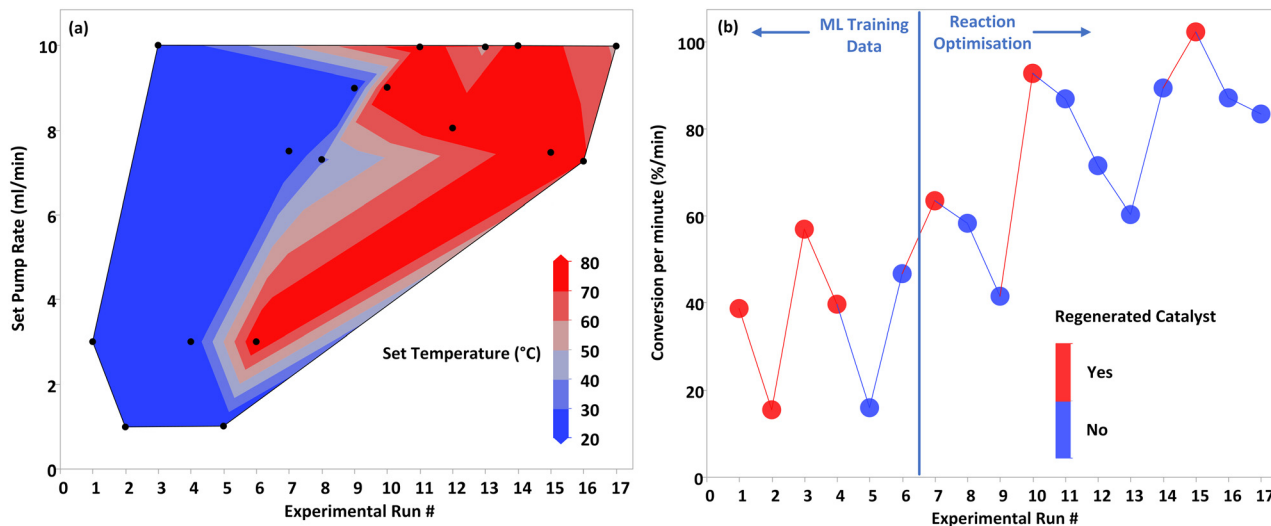 (a)
Set Pump Rate (ml/min)
10
8
6
4
2
0
0 1 2 3 4 5 6 7 8 9 10 11 12 13 14 15 16 17
Experimental Run #
Set Temperature (°C)
80
70
60
50
40
30
20
(b)
ML Training
Data
Reaction
Optimisation
Conversion per minute (%/min)
100
80
60
40
20
0
0 1 2 3 4 5 6 7 8 9 10 11 12 13 14 15 16 17
Experimental Run #
Regenerated Catalyst
Yes
No